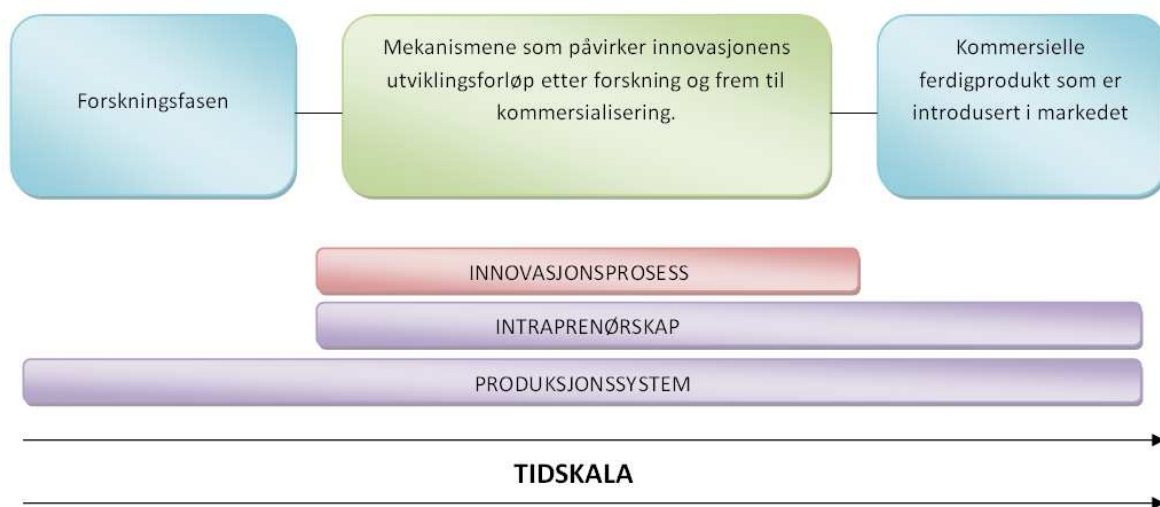 Forskningsfasen
Mekanismene som påvirker innovasjonens
utviklingsforløp etter forskning og frem til
kommersialisering.
Kommersielle
ferdigprodukt som er
introdusert i markedet
INNOVASJONSPROSESS
INTRAPRENØRSKAP
PRODUKSJONSSYSTEM
TIDSKALA